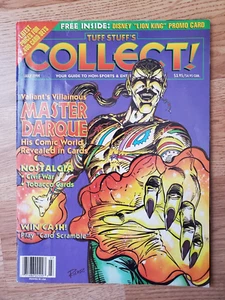 FREE INSIDE: DISNEY "LION KING" PROMO CARD
TUFF STUFF'S
COLLECT!
YOUR GUIDE TO NON-SPORTS & ENT
Valiant's Villainous
MASTER
DARQUE
His Comic World
Revealed in Cards
NOSTALGIA
• Civil War
• Tobacco Cards
WIN CASH!
Play "Card Scramble"